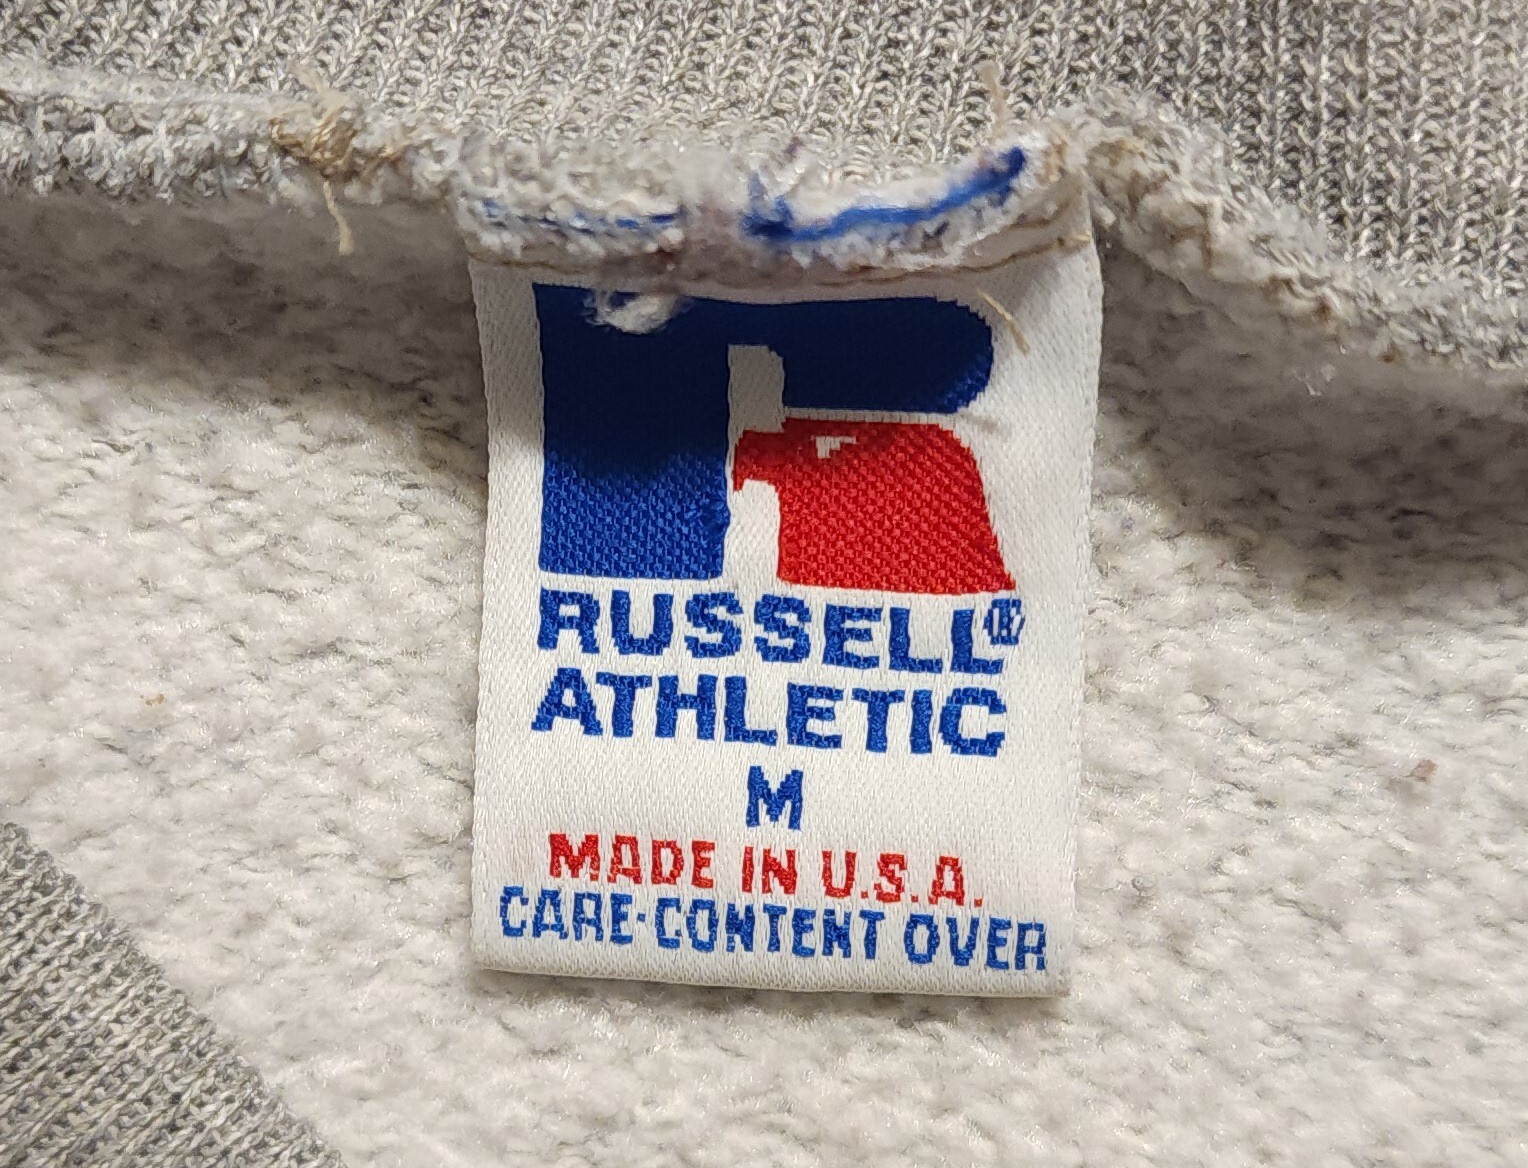 RUSSELL®
ATHLETIC
M
MADE IN U.S.A.
CARE·CONTENT OVER